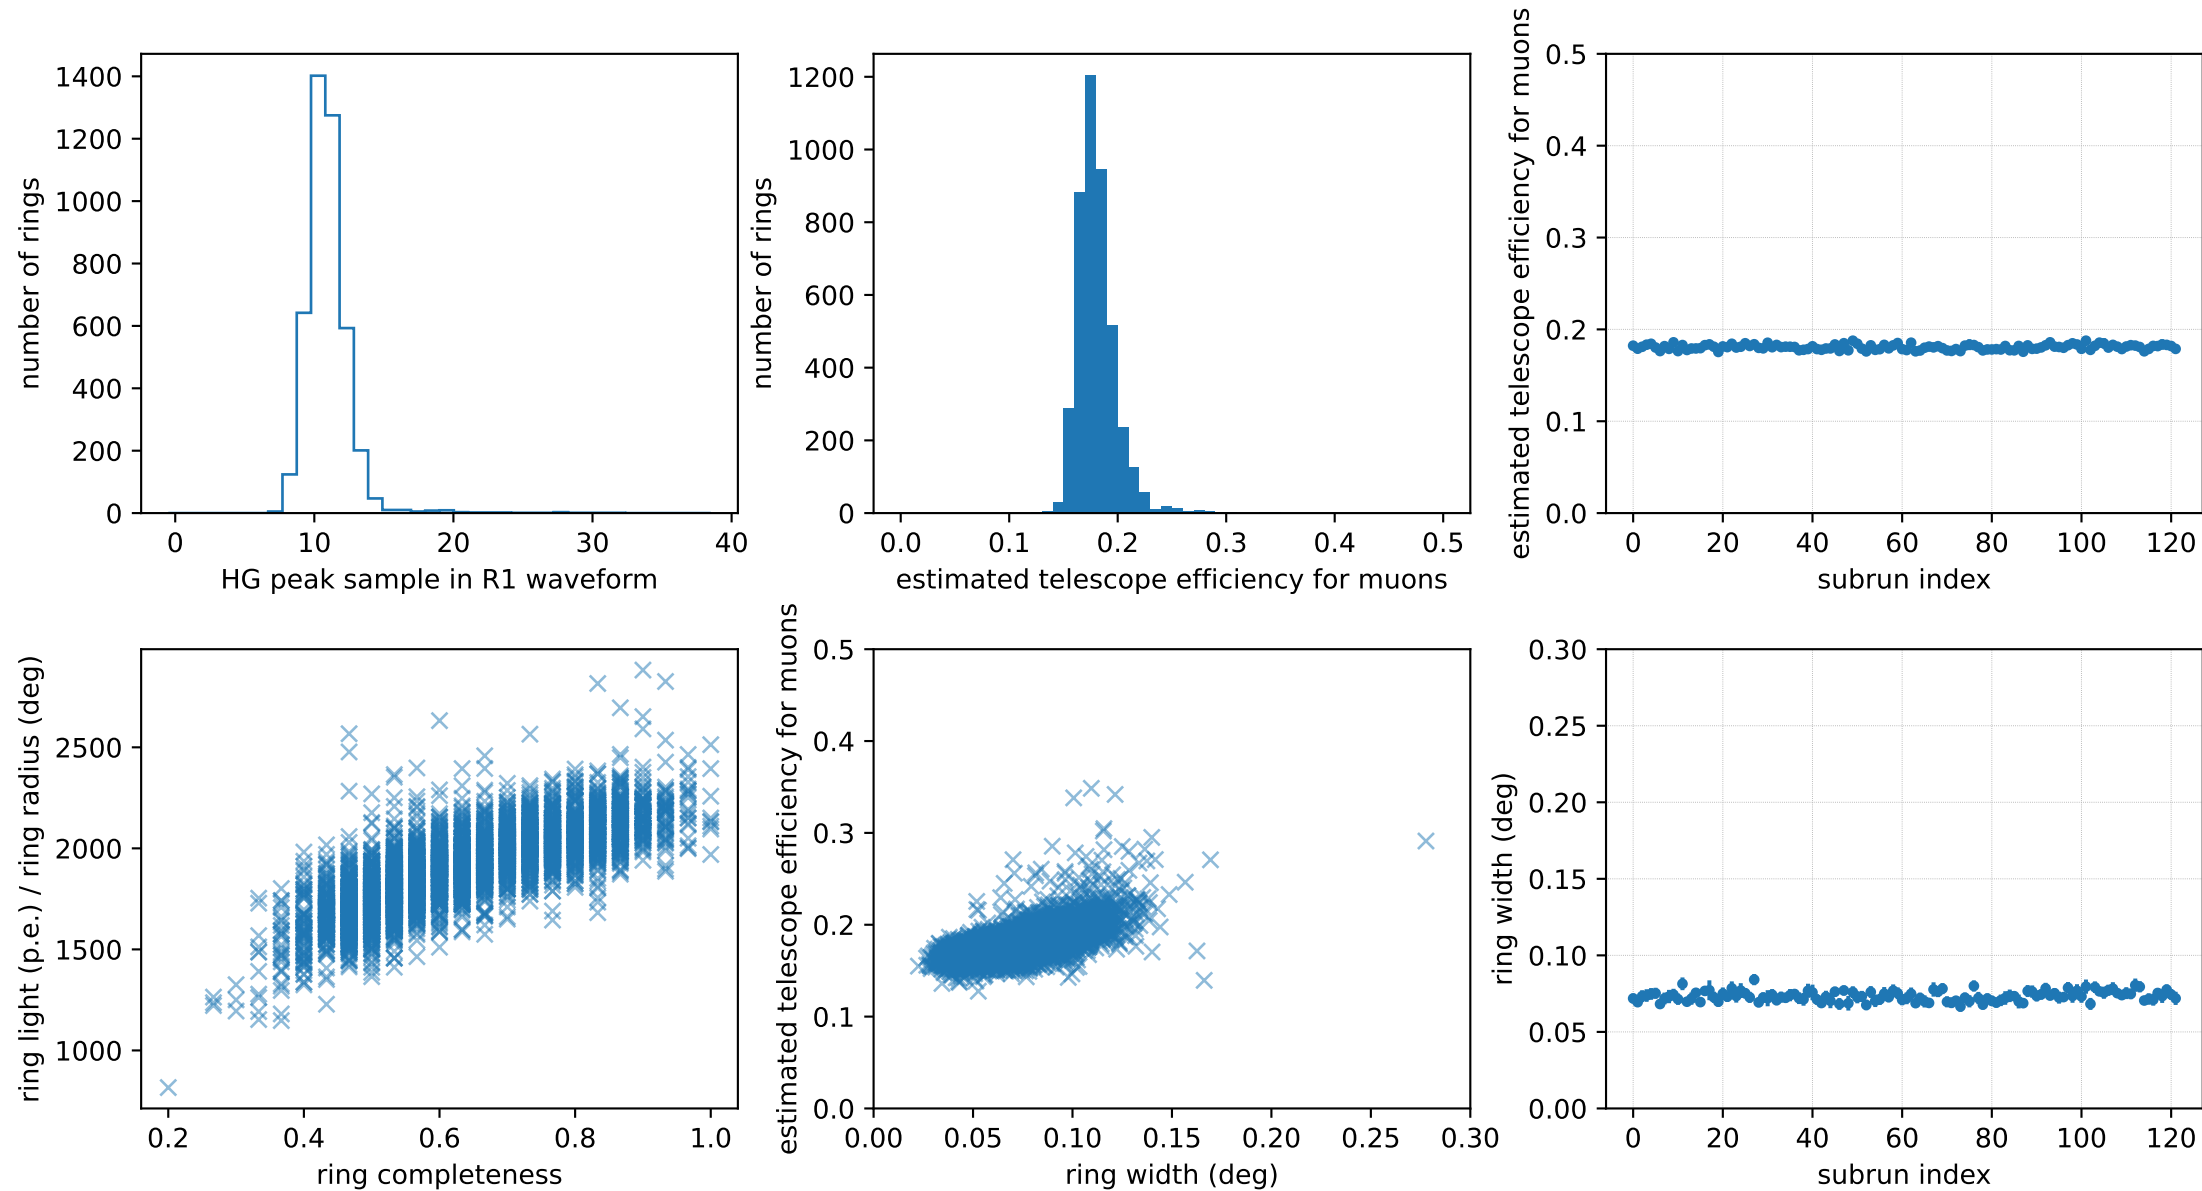 number of rings
1400
1200
1000
800
600
400
200
0
0 10 20 30 40
HG peak sample in R1 waveform
number of rings
1200
1000
800
600
400
200
0
0.0 0.1 0.2 0.3 0.4 0.5
estimated telescope efficiency for muons
estimated telescope efficiency for muons
0.5
0.4
0.3
0.2
0.1
0.0
0 20 40 60 80 100 120
subrun index
ring light (p.e.) / ring radius (deg)
2500
2000
1500
1000
0.2 0.4 0.6 0.8 1.0
ring completeness
estimated telescope efficiency for muons
0.5
0.4
0.3
0.2
0.1
0.0
0.00 0.05 0.10 0.15 0.20 0.25 0.30
ring width (deg)
ring width (deg)
0.30
0.25
0.20
0.15
0.10
0.05
0.00
0 20 40 60 80 100 120
subrun index